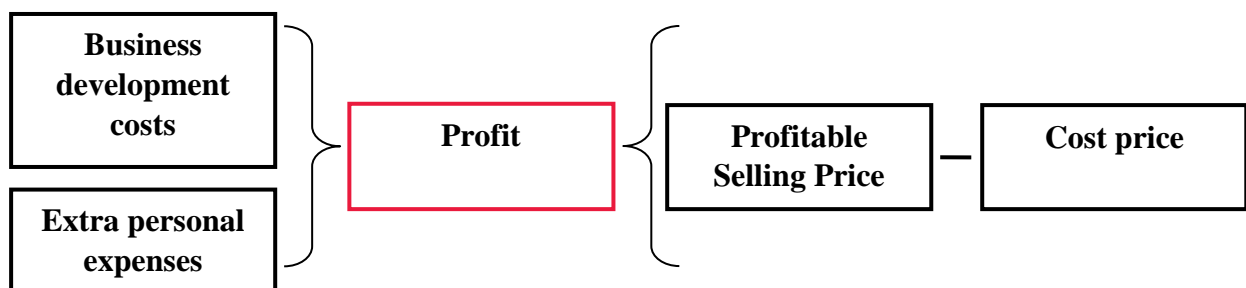 Business
development
costs
Extra personal
expenses
Profit
Profitable
Selling Price
—
Cost price